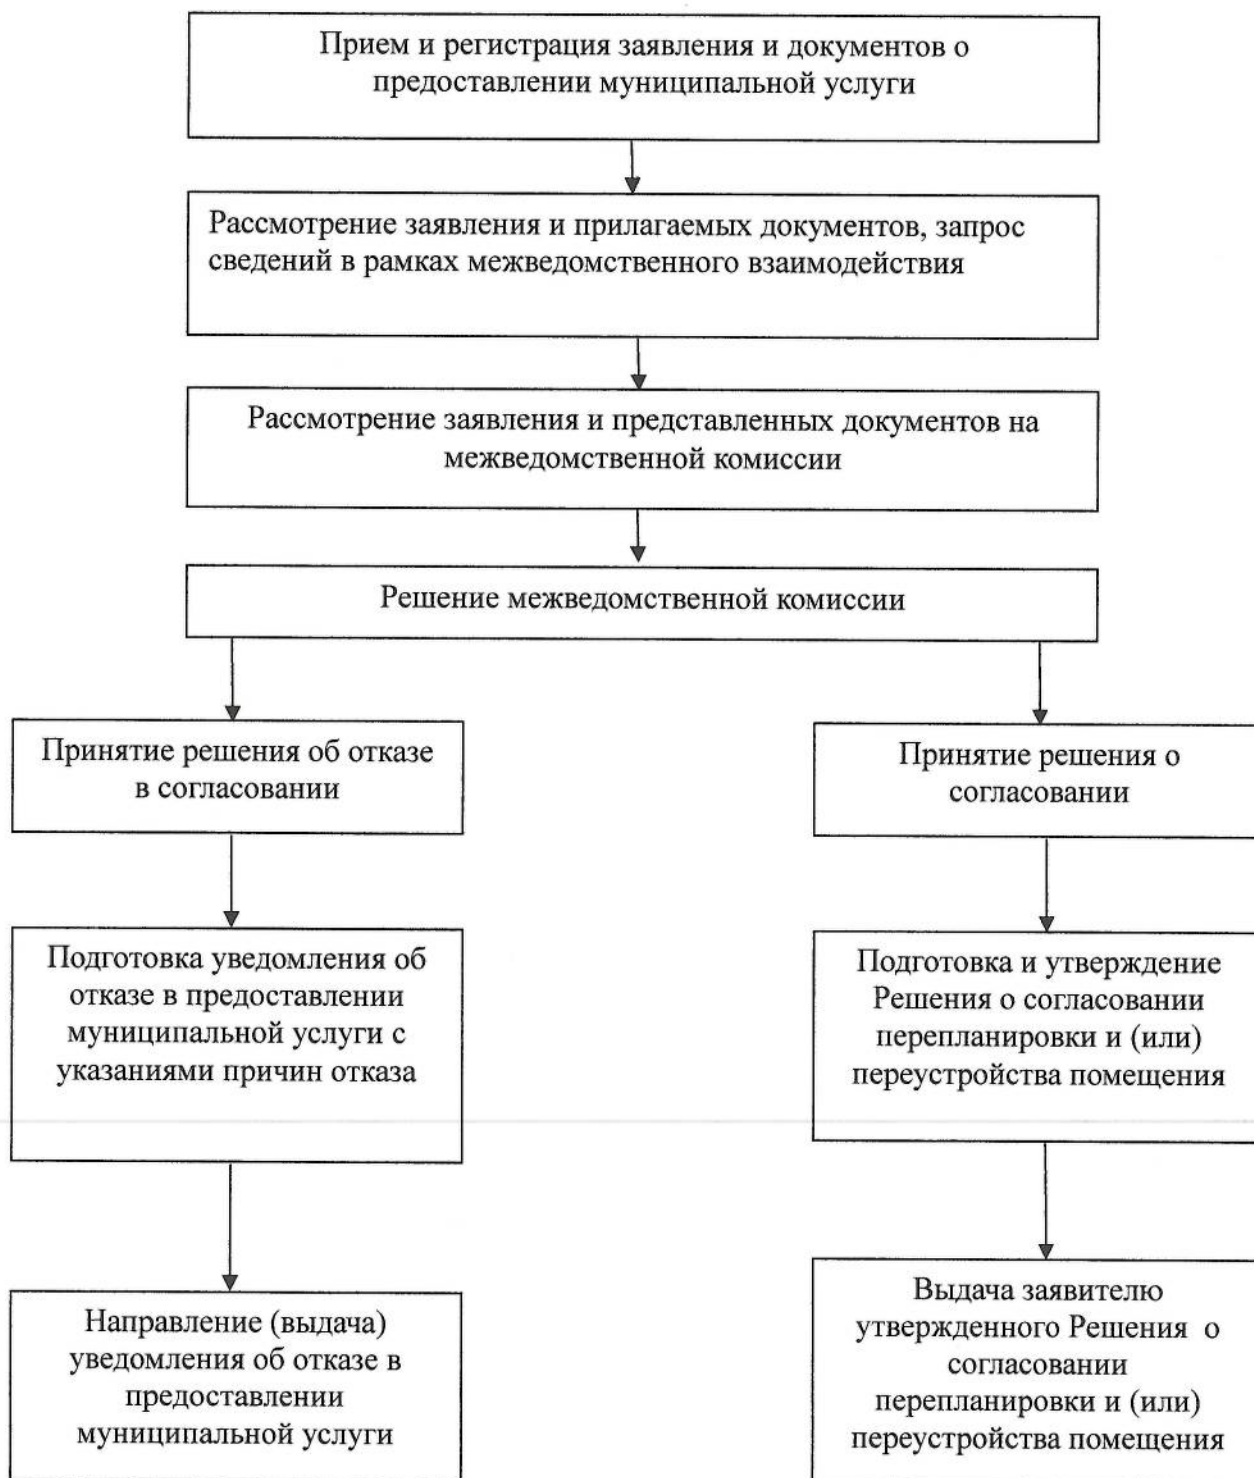 Прием и регистрация заявления и документов о
предоставлении муниципальной услуги
Рассмотрение заявления и прилагаемых документов, запрос
сведений в рамках межведомственного взаимодействия
Рассмотрение заявления и представленных документов на
межведомственной комиссии
Решение межведомственной комиссии
Принятие решения об отказе
в согласовании
Принятие решения о
согласовании
Подготовка уведомления об
отказе в предоставлении
муниципальной услуги с
указаниями причин отказа
Подготовка и утверждение
Решения о согласовании
перепланировки и (или)
переустройства помещения
Направление (выдача)
уведомления об отказе в
предоставлении
муниципальной услуги
Выдача заявителю
утвержденного Решения о
согласовании
перепланировки и (или)
переустройства помещения